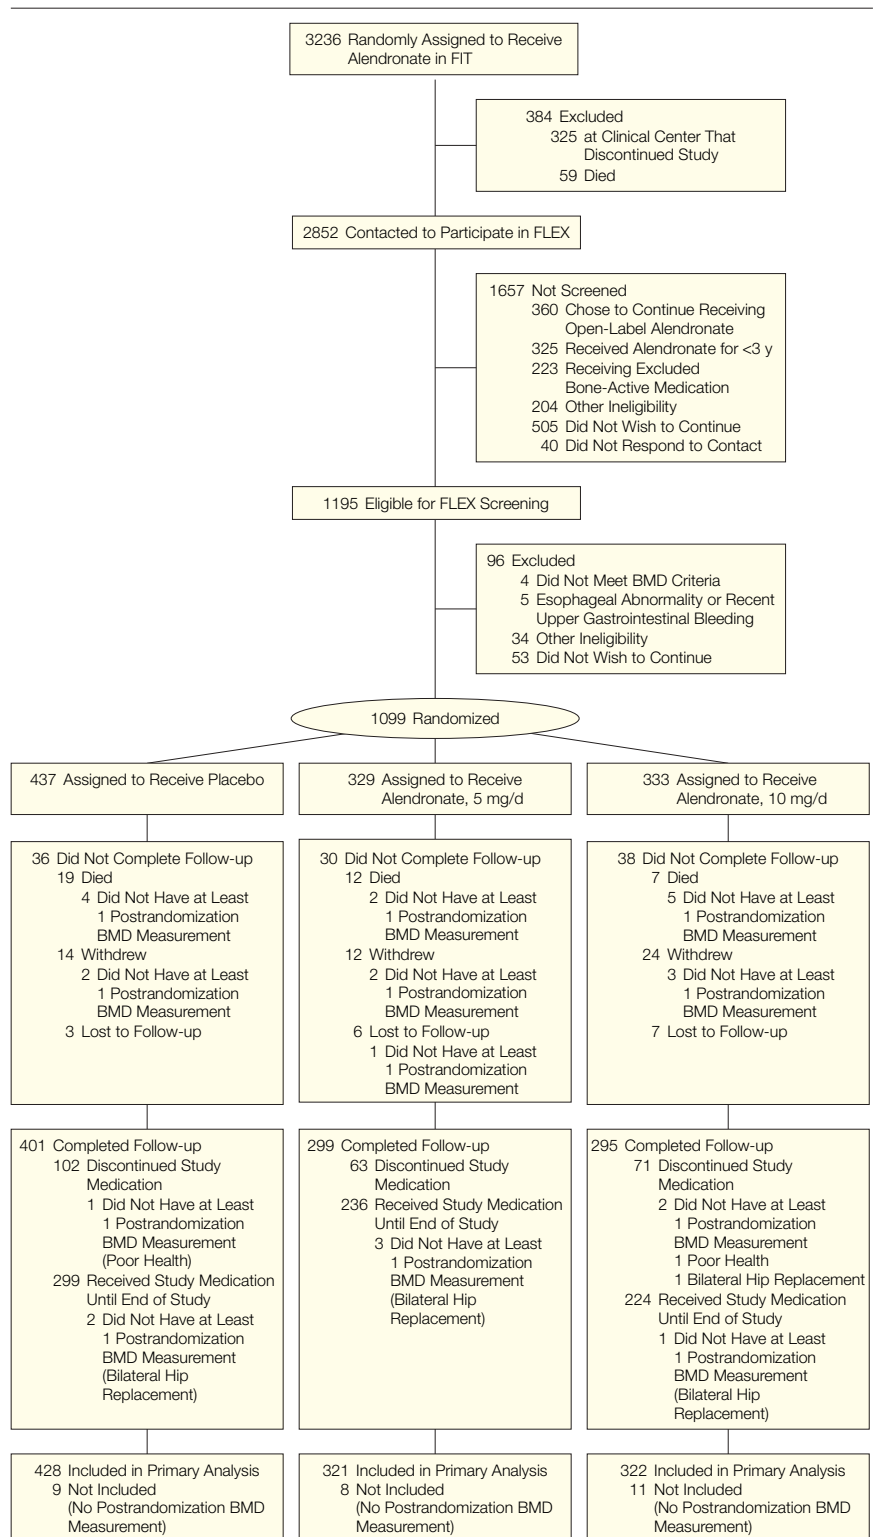 3236 Randomly Assigned to Receive
Alendronate in FIT
384 Excluded
325 at Clinical Center That
Discontinued Study
59 Died
2852 Contacted to Participate in FLEX
1657 Not Screened
360 Chose to Continue Receiving
Open-Label Alendronate
325 Received Alendronate for <3 y
223 Receiving Excluded
Bone-Active Medication
204 Other Ineligibility
505 Did Not Wish to Continue
40 Did Not Respond to Contact
1195 Eligible for FLEX Screening
96 Excluded
4 Did Not Meet BMD Criteria
5 Esophageal Abnormality or Recent
Upper Gastrointestinal Bleeding
34 Other Ineligibility
53 Did Not Wish to Continue
1099 Randomized
437 Assigned to Receive Placebo
329 Assigned to Receive
Alendronate, 5 mg/d
333 Assigned to Receive
Alendronate, 10 mg/d
36 Did Not Complete Follow-up
19 Died
4 Did Not Have at Least
1 Postrandomization
BMD Measurement
14 Withdrew
2 Did Not Have at Least
1 Postrandomization
BMD Measurement
3 Lost to Follow-up
30 Did Not Complete Follow-up
12 Died
2 Did Not Have at Least
1 Postrandomization
BMD Measurement
12 Withdrew
2 Did Not Have at Least
1 Postrandomization
BMD Measurement
6 Lost to Follow-up
1 Did Not Have at Least
1 Postrandomization
BMD Measurement
38 Did Not Complete Follow-up
7 Died
5 Did Not Have at Least
1 Postrandomization
BMD Measurement
24 Withdrew
3 Did Not Have at Least
1 Postrandomization
BMD Measurement
7 Lost to Follow-up
401 Completed Follow-up
102 Discontinued Study
Medication
1 Did Not Have at Least
1 Postrandomization
BMD Measurement
(Poor Health)
299 Received Study Medication
Until End of Study
2 Did Not Have at Least
1 Postrandomization
BMD Measurement
(Bilateral Hip
Replacement)
299 Completed Follow-up
63 Discontinued Study
Medication
236 Received Study Medication
Until End of Study
3 Did Not Have at Least
1 Postrandomization
BMD Measurement
(Bilateral Hip
Replacement)
295 Completed Follow-up
71 Discontinued Study
Medication
2 Did Not Have at Least
1 Postrandomization
BMD Measurement
1 Poor Health
1 Bilateral Hip Replacement
224 Received Study Medication
Until End of Study
1 Did Not Have at Least
1 Postrandomization
BMD Measurement
(Bilateral Hip
Replacement)
428 Included in Primary Analysis
9 Not Included
(No Postrandomization BMD
Measurement)
321 Included in Primary Analysis
8 Not Included
(No Postrandomization BMD
Measurement)
322 Included in Primary Analysis
11 Not Included
(No Postrandomization BMD
Measurement)